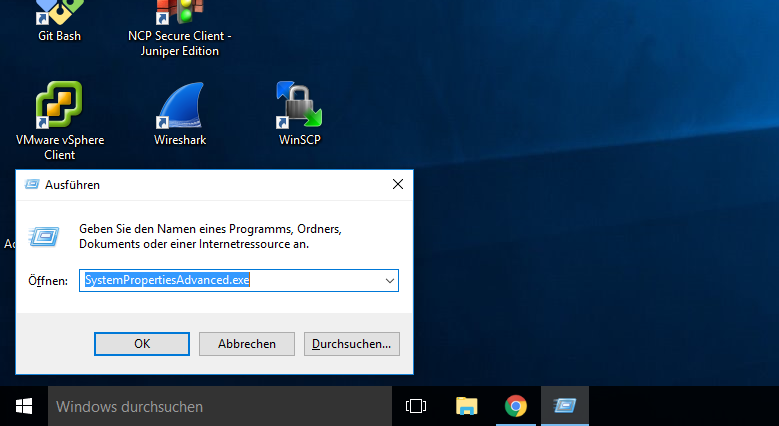 Git Bash
NCP Secure Client -
Juniper Edition
VMware vSphere
Client
Wireshark
WinSCP
Ausführen
Geben Sie den Namen eines Programms, Ordners,
Dokuments oder einer Internetressource an.
Öffnen:
SystemPropertiesAdvanced.exe
OK
Abbrechen
Durchsuchen...
Windows durchsuchen